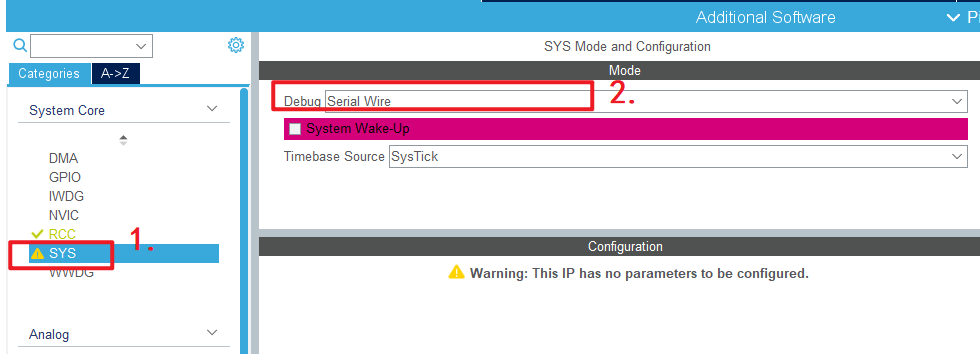 Additional Software
Pi
SYS Mode and Configuration
Categories A->Z
Mode
System Core
Debug Serial Wire
2.
System Wake-Up
Timebase Source SysTick
DMA
GPIO
IWDG
NVIC
RCC
SYS
1.
WWDG
Configuration
Warning: This IP has no parameters to be configured.
Analog